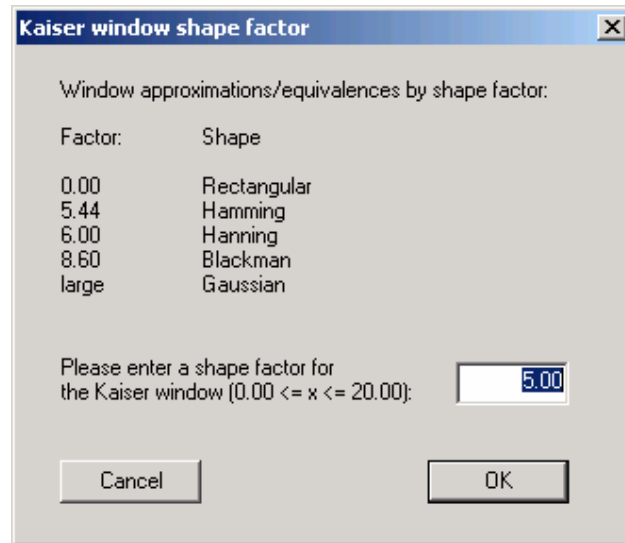 Kaiser window shape factor
Window approximations/equivalences by shape factor:
Factor: Shape
0.00 Rectangular
5.44 Hamming
6.00 Hanning
8.60 Blackman
large Gaussian
Please enter a shape factor for
the Kaiser window (0.00 <= x <= 20.00): 5.00
Cancel OK